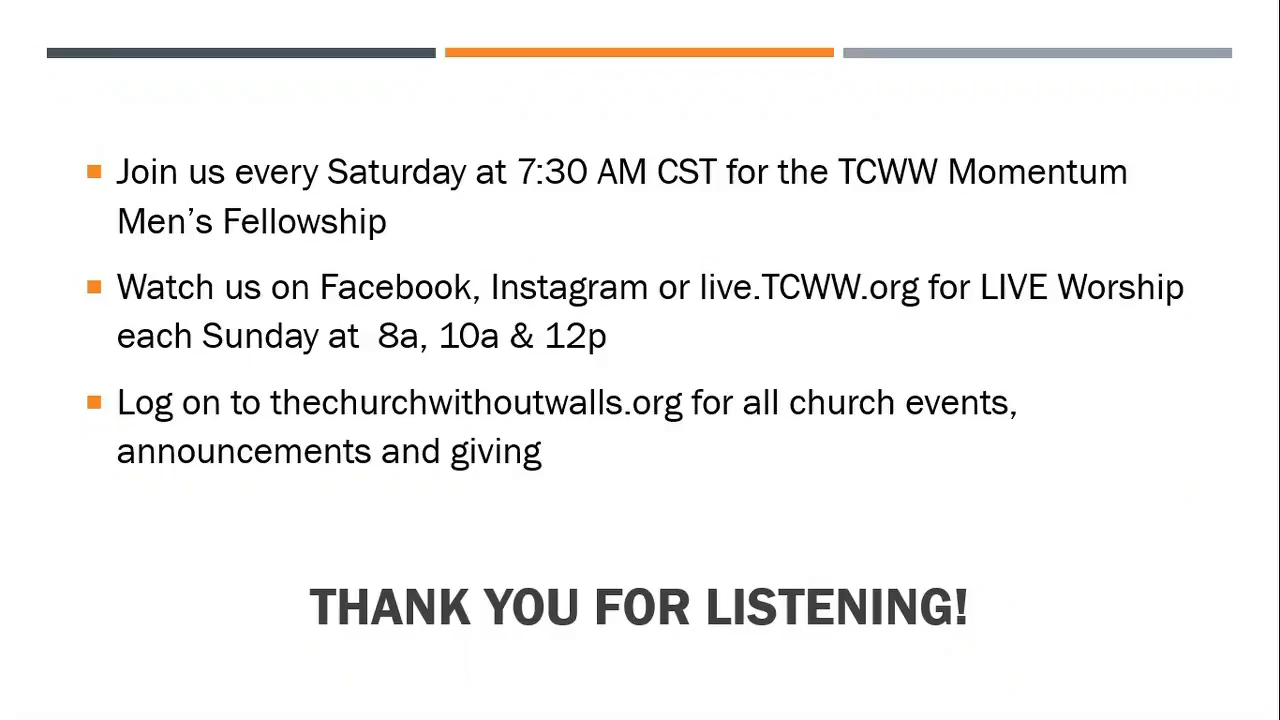 Join us every Saturday at 7:30 AM CST for the TCWW Momentum
Men’s Fellowship
Watch us on Facebook, Instagram or live.TCWW.org for LIVE Worship
each Sunday at  8a, 10a & 12p
Log on to thechurchwithoutwalls.org for all church events,
announcements and giving
THANK YOU FOR LISTENING!